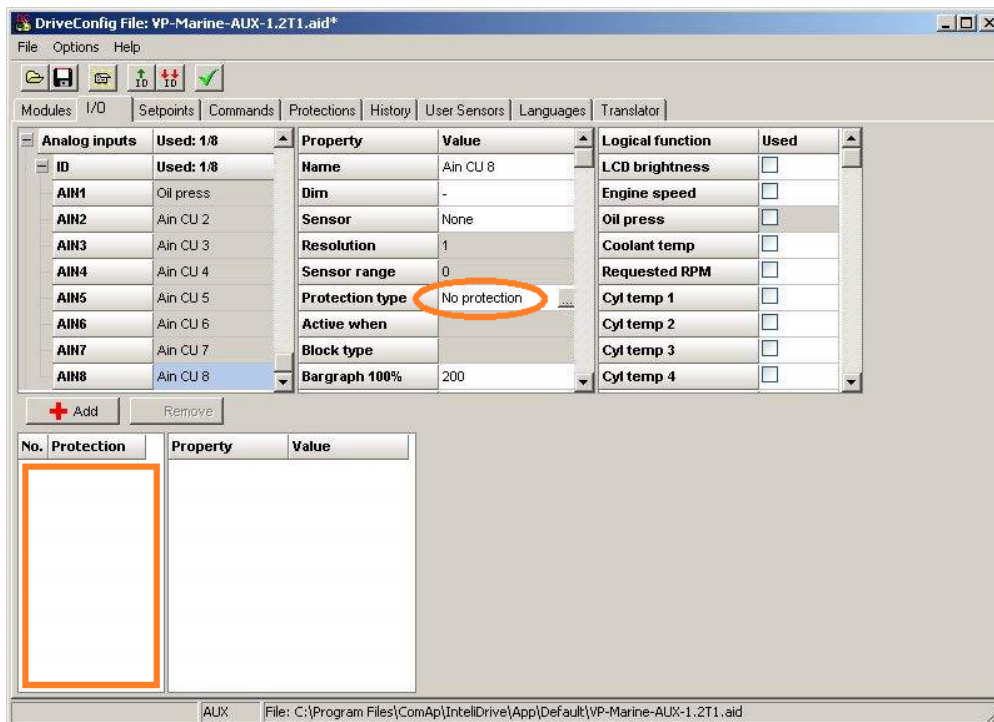 DriveConfig File: VP-Marine-AUX-1.2T1.aid*
File Options Help
ID ID
Modules I/O Setpoints Commands Protections History User Sensors Languages Translator
Analog inputs Used: 1/8 Property Value Logical function Used
ID Used: 1/8 Name Ain CU 8 LCD brightness
AIN1 Oil press Dim - Engine speed
AIN2 Ain CU 2 Sensor None Oil press
AIN3 Ain CU 3 Resolution 1 Coolant temp
AIN4 Ain CU 4 Sensor range 0 Requested RPM
AIN5 Ain CU 5 Protection type No protection ... Cyl temp 1
AIN6 Ain CU 6 Active when Cyl temp 2
AIN7 Ain CU 7 Block type Cyl temp 3
AIN8 Ain CU 8 Bargraph 100% 200 Cyl temp 4
Add Remove
No. Protection Property Value
AUX File: C:\Program Files\ComAp\InteliDrive\App\Default\VP-Marine-AUX-1.2T1.aid